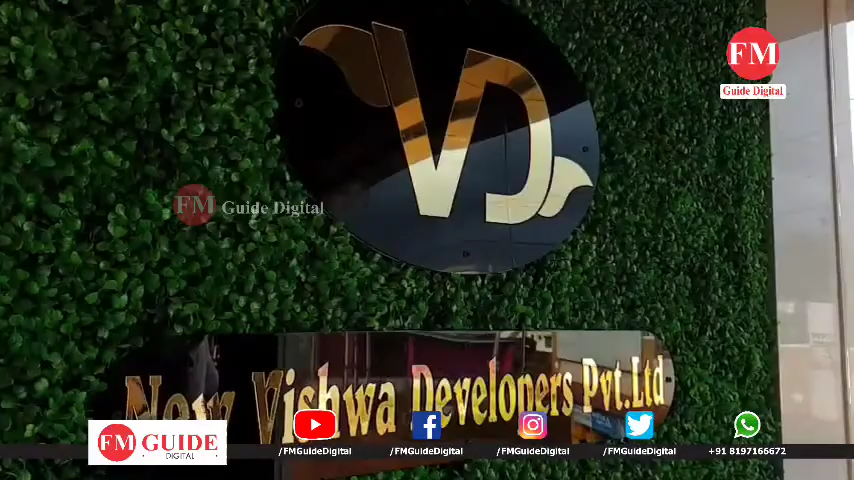 VD
FM
Guide Digital
FM Guide Digital
New Vishwa Developers Pvt.Ltd
FM GUIDE
DIGITAL
/FMGuideDigital
/FMGuideDigital
/FMGuideDigital
/FMGuideDigital
+91 8197166672